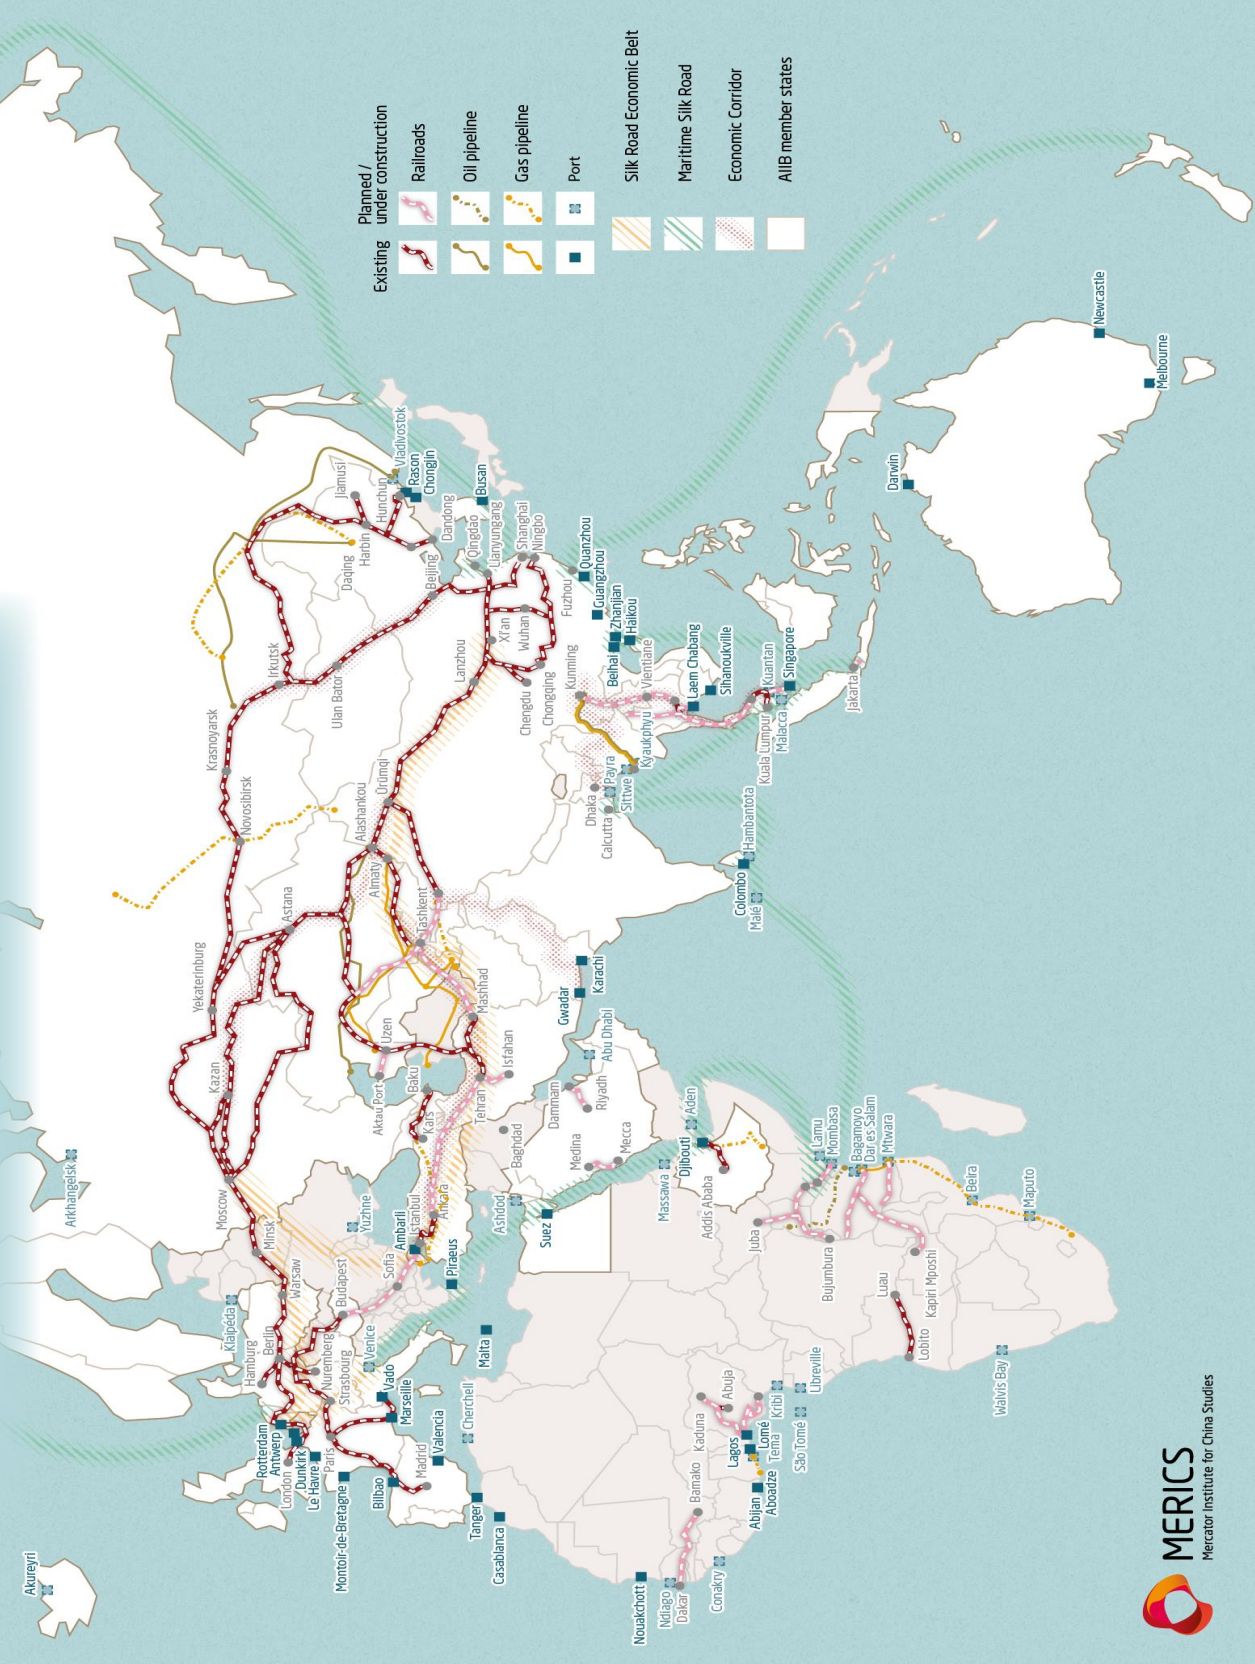 Akureyri
Arkhangelsk
Klaipėda
Hamburg
Berlin
Rotterdam
Antwerp
London
Dunkirk
Le Havre
Paris
Nuremberg
Strasbourg
Montoir-de-Bretagne
Bilbao
Madrid
Valencia
Marseille
Vado
Venice
Budapest
Warsaw
Minsk
Moscow
Sofia
Yuzhne
Ambarli
Istanbul
Ankara
Piraeus
Malta
Cherchell
Tanger
Casablanca
Kazan
Yekaterinburg
Astana
Novosibirsk
Krasnoyarsk
Irkutsk
Ulan Bator
Aktau Port
Uzen
Baku
Kars
Tehran
Isfahan
Mashhad
Tashkent
Almaty
Alashankou
Ürümqi
Lanzhou
Xi'an
Wuhan
Chengdu
Chongqing
Kunming
Beijing
Daqing
Harbin
Jiamusi
Hunchun
Vladivostok
Rason
Chongjin
Dandong
Qingdao
Lianyungang
Busan
Shanghai
Ningbo
Fuzhou
Quanzhou
Guangzhou
Zhanjian
Beihai
Haikou
Vientiane
Laem Chabang
Sihanoukville
Kyaukphyu
Sittwe
Payra
Dhaka
Calcutta
Kuala Lumpur
Kuantan
Malacca
Singapore
Jakarta
Hambantota
Colombo
Malé
Gwadar
Karachi
Abu Dhabi
Dammam
Riyadh
Medina
Mecca
Baghdad
Ashdod
Suez
Massawa
Djibouti
Aden
Addis Ababa
Juba
Bujumbura
Lamu
Mombasa
Bagamoyo
Dar es Salam
Mtwara
Beira
Maputo
Kapiri Mposhi
Luau
Lobito
Walvis Bay
Libreville
São Tomé
Kribi
Abuja
Kaduna
Lagos
Lomé
Tema
Abijan
Aboadze
Bamako
Conakry
Dakar
Ndiago
Nouakchott
Darwin
Newcastle
Melbourne
Existing
Planned /
under construction
Railroads
Oil pipeline
Gas pipeline
Port
Silk Road Economic Belt
Maritime Silk Road
Economic Corridor
AIIB member states
MERICS
Mercator Institute for China Studies